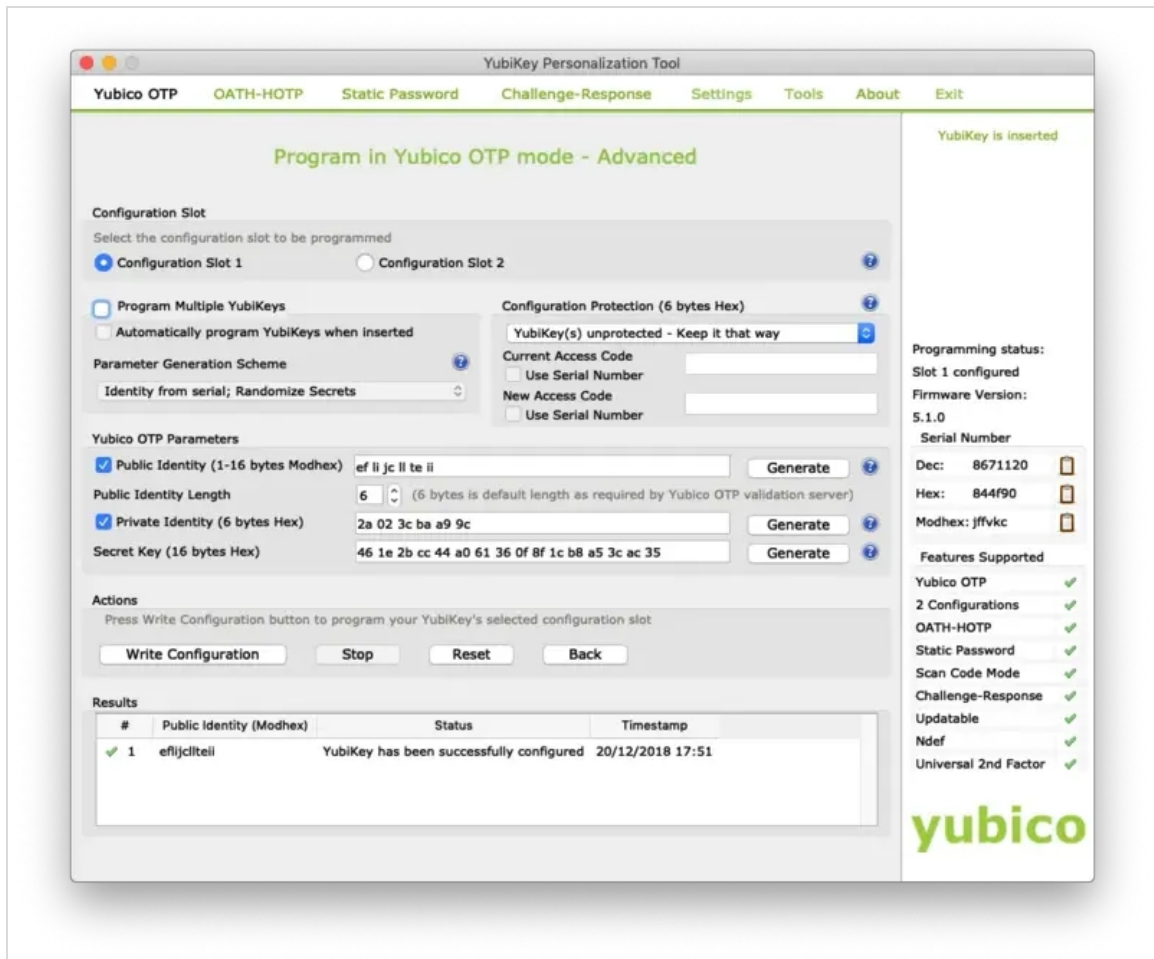 YubiKey Personalization Tool
Yubico OTP OATH-HOTP Static Password Challenge-Response Settings Tools About Exit
YubiKey is inserted
Program in Yubico OTP mode - Advanced
Configuration Slot
Select the configuration slot to be programmed
Configuration Slot 1 Configuration Slot 2
Program Multiple YubiKeys
Automatically program YubiKeys when inserted
Parameter Generation Scheme
Identity from serial; Randomize Secrets
Configuration Protection (6 bytes Hex)
YubiKey(s) unprotected - Keep it that way
Current Access Code
Use Serial Number
New Access Code
Use Serial Number
Yubico OTP Parameters
Public Identity (1-16 bytes Modhex) ef li jc ll te ii Generate
Public Identity Length 6 (6 bytes is default length as required by Yubico OTP validation server)
Private Identity (6 bytes Hex) 2a 02 3c ba a9 9c Generate
Secret Key (16 bytes Hex) 46 1e 2b cc 44 a0 61 36 0f 8f 1c b8 a5 3c ac 35 Generate
Actions
Press Write Configuration button to program your YubiKey's selected configuration slot
Write Configuration Stop Reset Back
Results
# Public Identity (Modhex) Status Timestamp
1 eflijcllteii YubiKey has been successfully configured 20/12/2018 17:51
Programming status:
Slot 1 configured
Firmware Version:
5.1.0
Serial Number
Dec: 8671120
Hex: 844f90
Modhex: jffvkc
Features Supported
Yubico OTP
2 Configurations
OATH-HOTP
Static Password
Scan Code Mode
Challenge-Response
Updatable
Ndef
Universal 2nd Factor
yubico